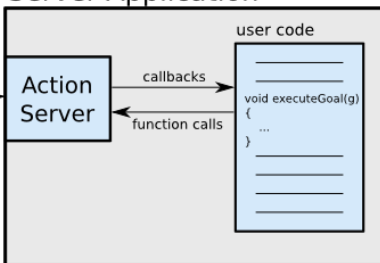 Server Application
user code
Action
Server
callbacks
function calls
void executeGoal(g)
{
...
}